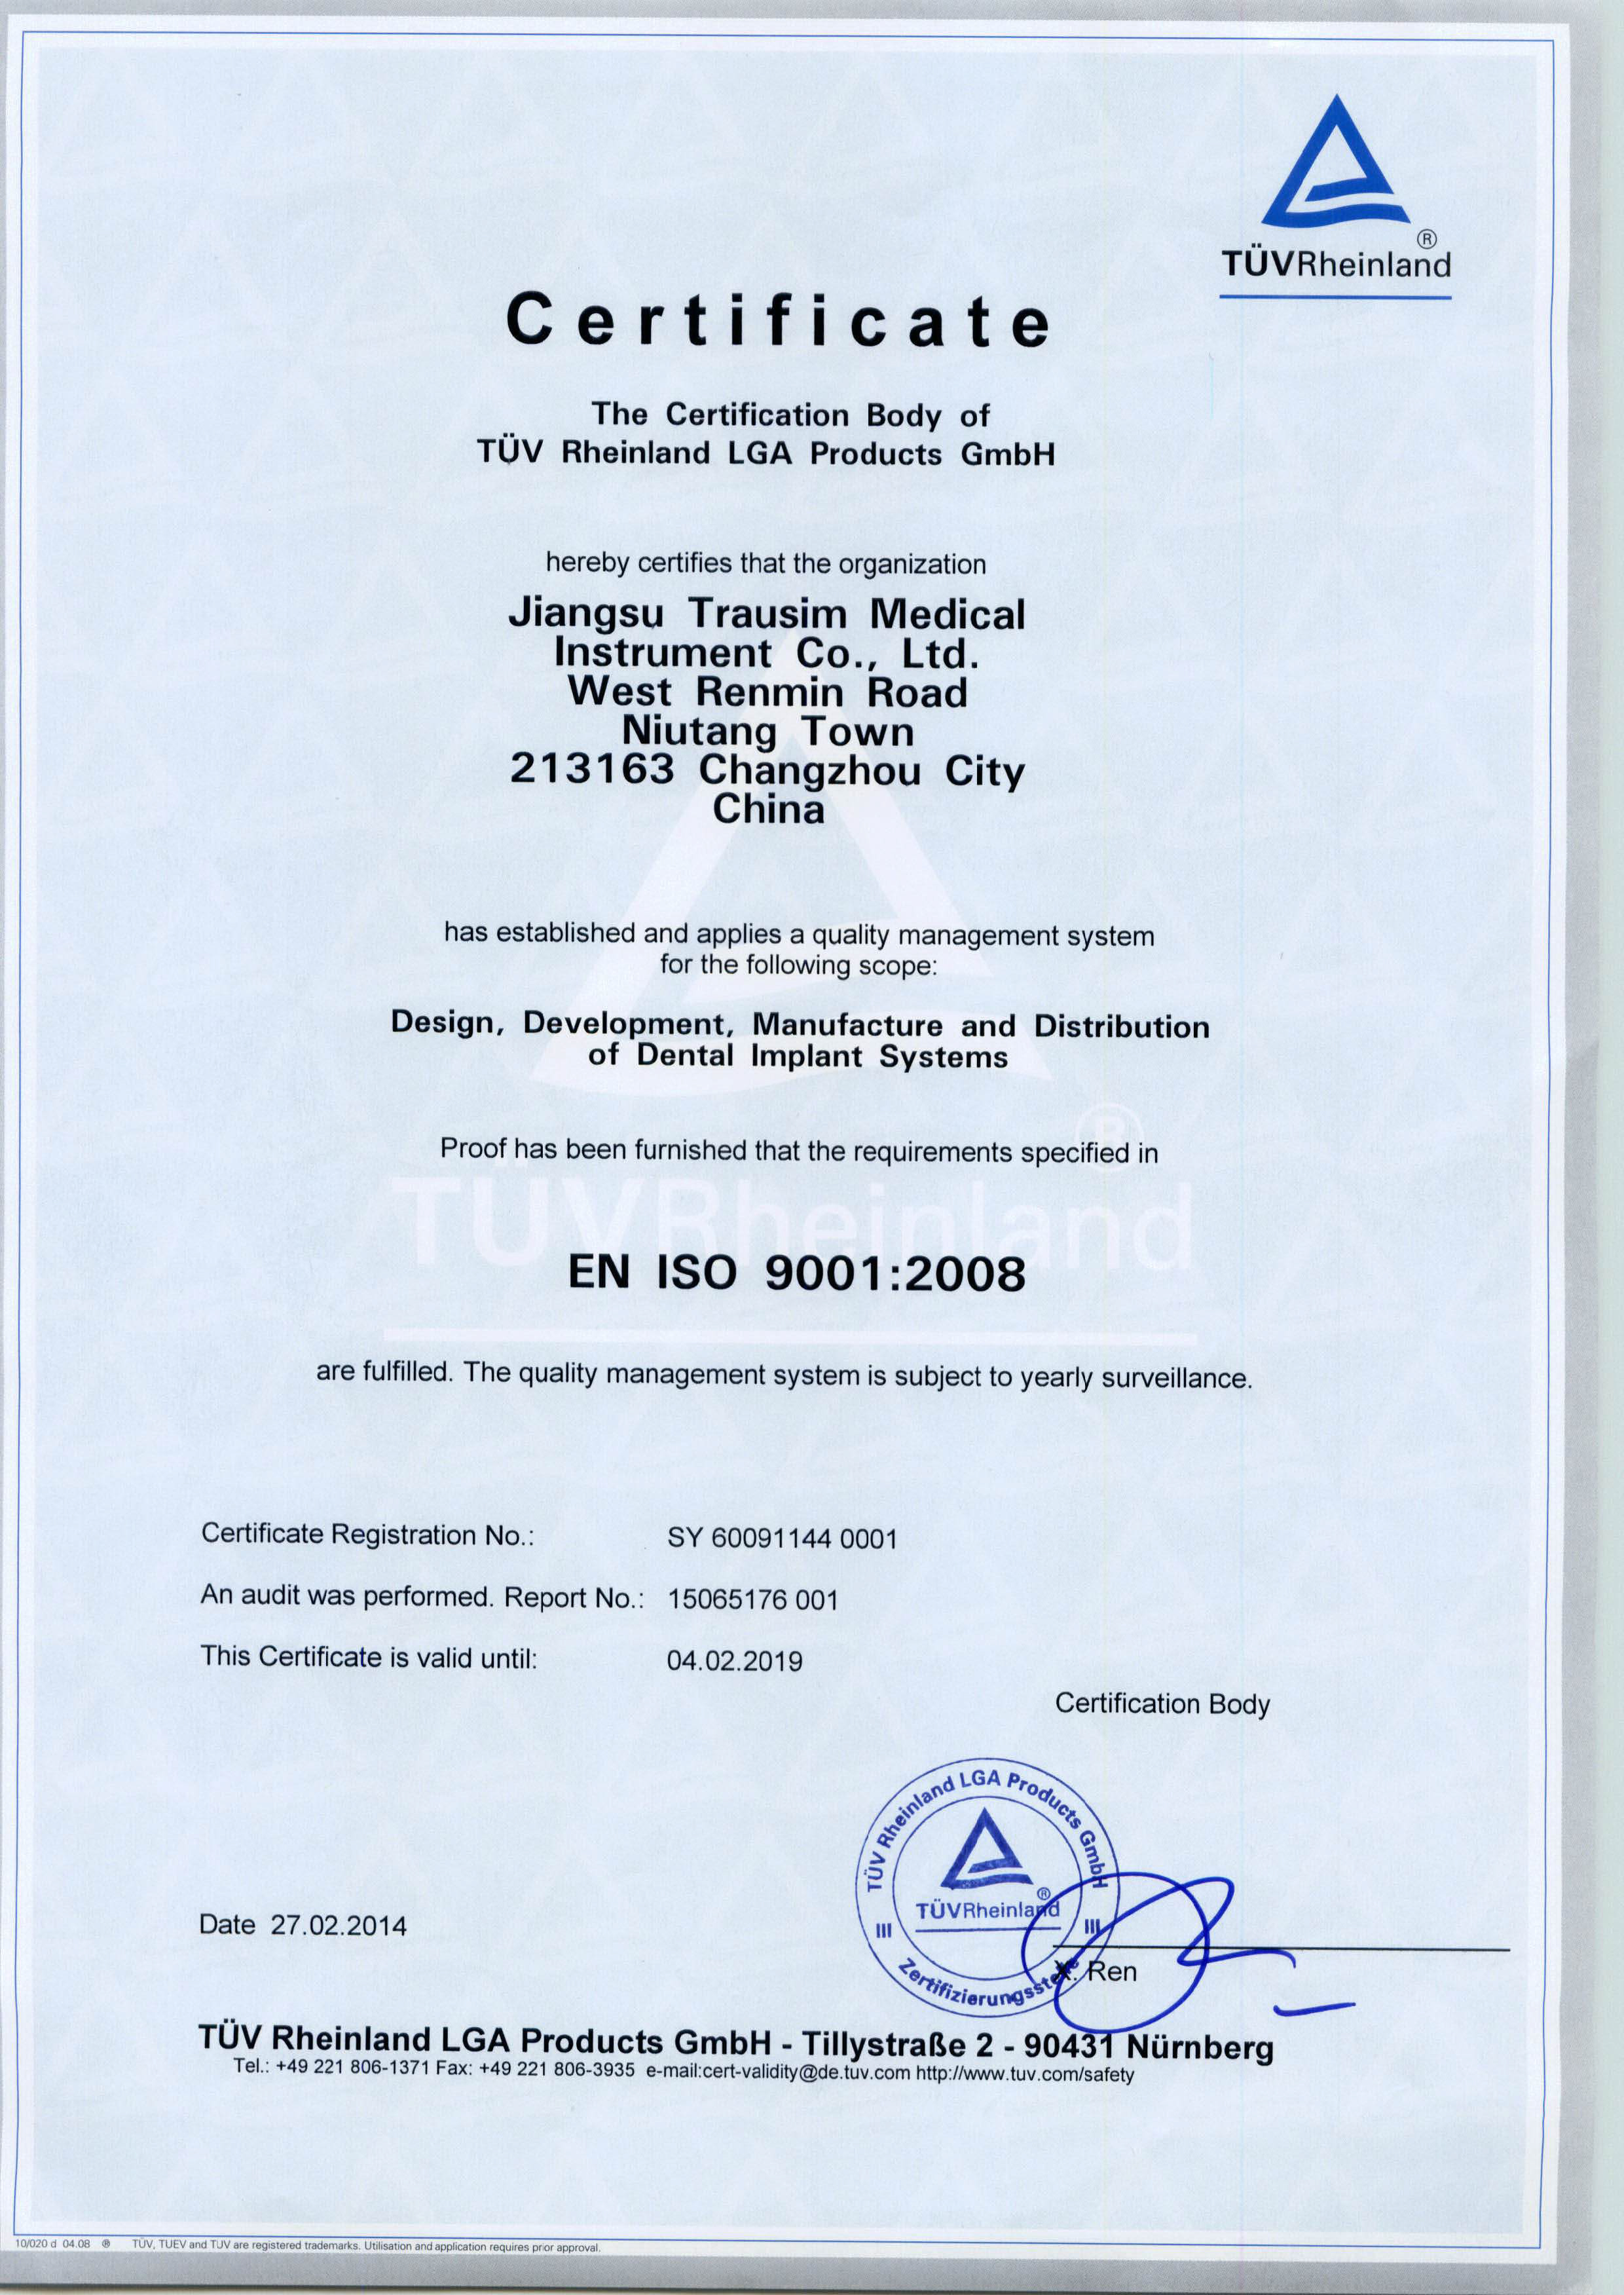 TÜVRheinland
®
Certificate
The Certification Body of
TÜV Rheinland LGA Products GmbH
hereby certifies that the organization
Jiangsu Trausim Medical
Instrument Co., Ltd.
West Renmin Road
Niutang Town
213163 Changzhou City
China
has established and applies a quality management system
for the following scope:
Design, Development, Manufacture and Distribution
of Dental Implant Systems
Proof has been furnished that the requirements specified in
®
TÜVRheinland
EN ISO 9001:2008
are fulfilled. The quality management system is subject to yearly surveillance.
Certificate Registration No.: SY 60091144 0001
An audit was performed. Report No.: 15065176 001
This Certificate is valid until: 04.02.2019
Certification Body
TÜV Rheinland LGA Products GmbH
®
TÜVRheinland
III III
Zertifizierungsstelle
Date 27.02.2014
Ren
TÜV Rheinland LGA Products GmbH - Tillystraße 2 - 90431 Nürnberg
Tel.: +49 221 806-1371 Fax: +49 221 806-3935 e-mail:cert-validity@de.tuv.com http://www.tuv.com/safety
10/020 d 04.08 ® TÜV, TUEV and TUV are registered trademarks. Utilisation and application requires prior approval.